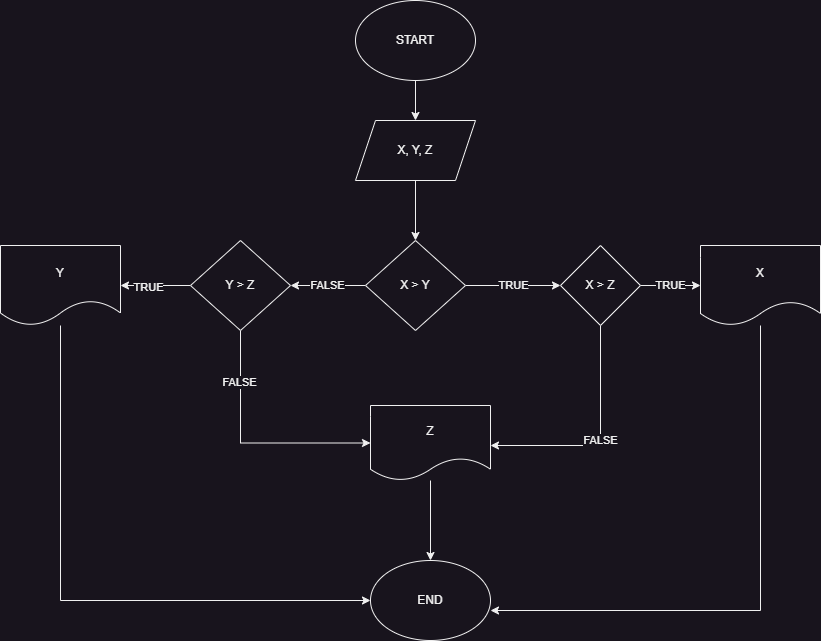 START
X, Y, Z
Y
TRUE
Y > Z
FALSE
X > Y
TRUE
X > Z
TRUE
X
FALSE
Z
FALSE
END